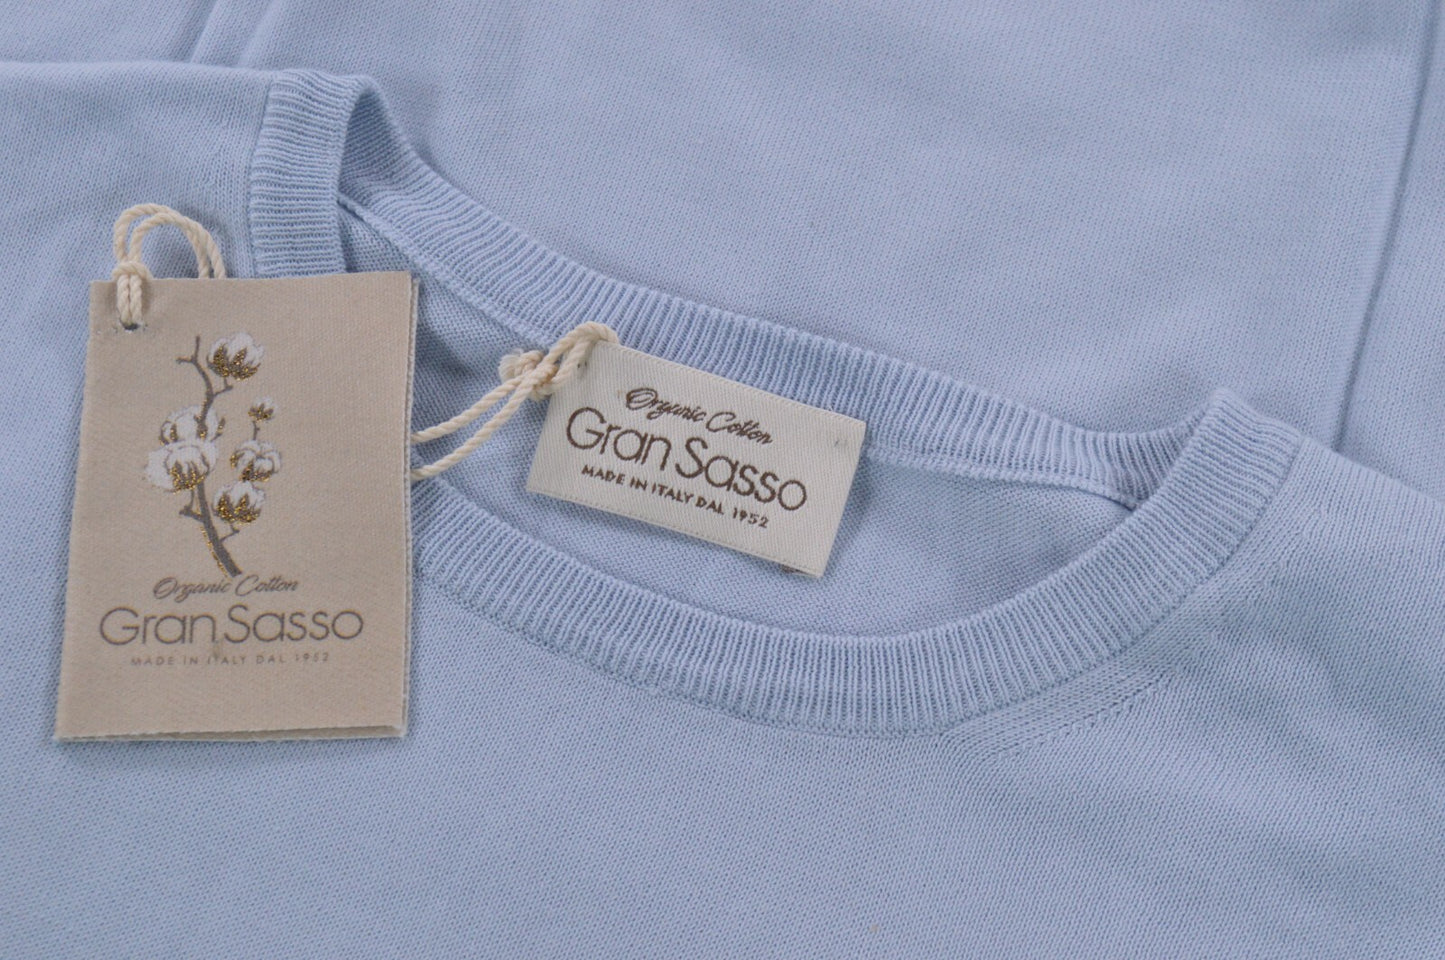 Organic Cotton
Gran Sasso
MADE IN ITALY DAL 1952
Organic Cotton
Gran Sasso
MADE IN ITALY DAL 1952